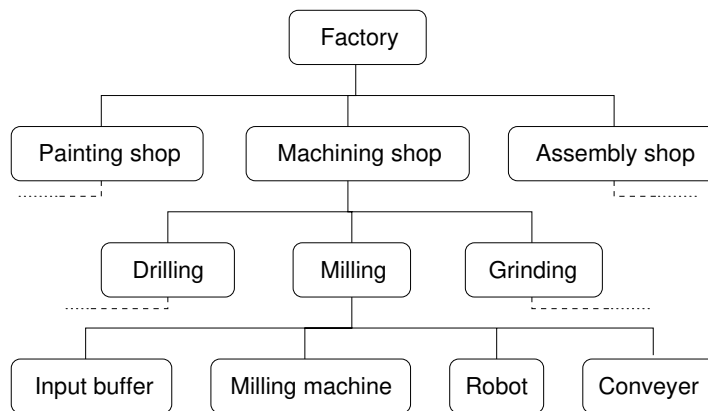 Factory
Painting shop
Machining shop
Assembly shop
Drilling
Milling
Grinding
Input buffer
Milling machine
Robot
Conveyer